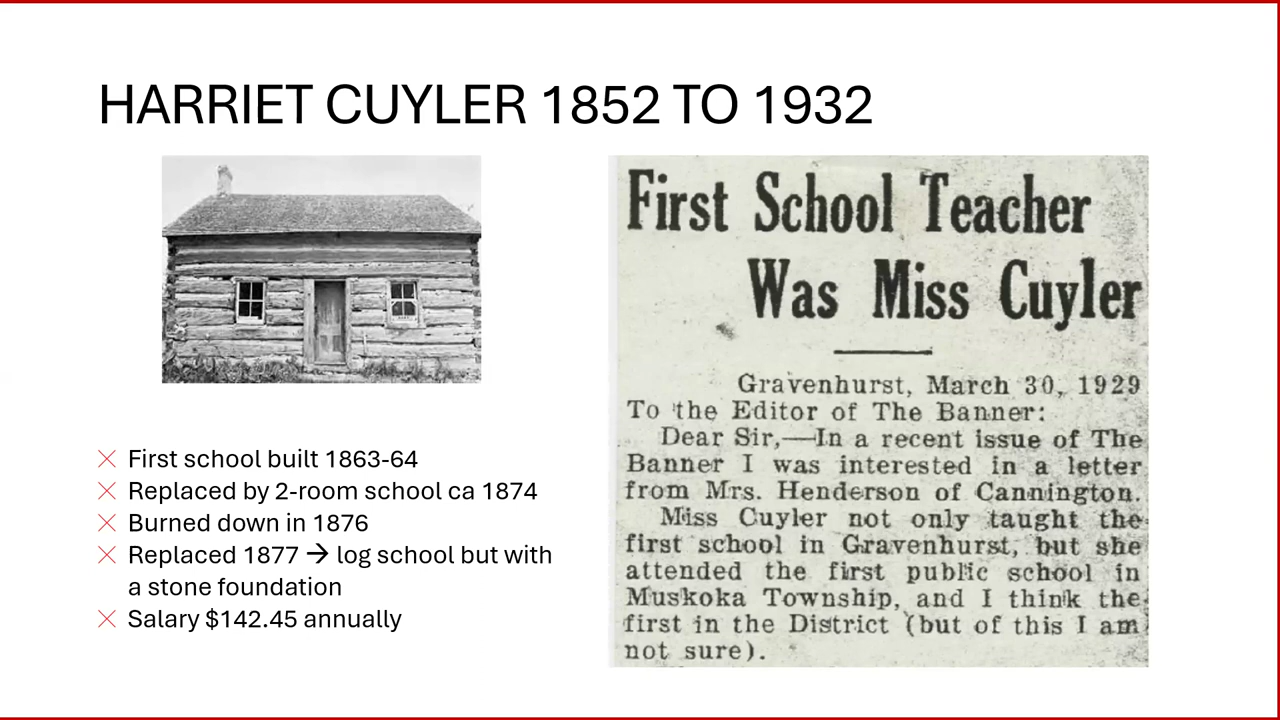 HARRIET CUYLER 1852 TO 1932
First school built 1863-64
Replaced by 2-room school ca 1874
Burned down in 1876
Replaced 1877 → log school but with
a stone foundation
Salary $142.45 annually
First School Teacher
Was Miss Cuyler
Gravenhurst, March 30, 1929
To the Editor of The Banner:
Dear Sir,—In a recent issue of The
Banner I was interested in a letter
from Mrs. Henderson of Cannington.
Miss Cuyler not only taught the
first school in Gravenhurst, but she
attended the first public school in
Muskoka Township, and I think the
first in the District (but of this I am
not sure).